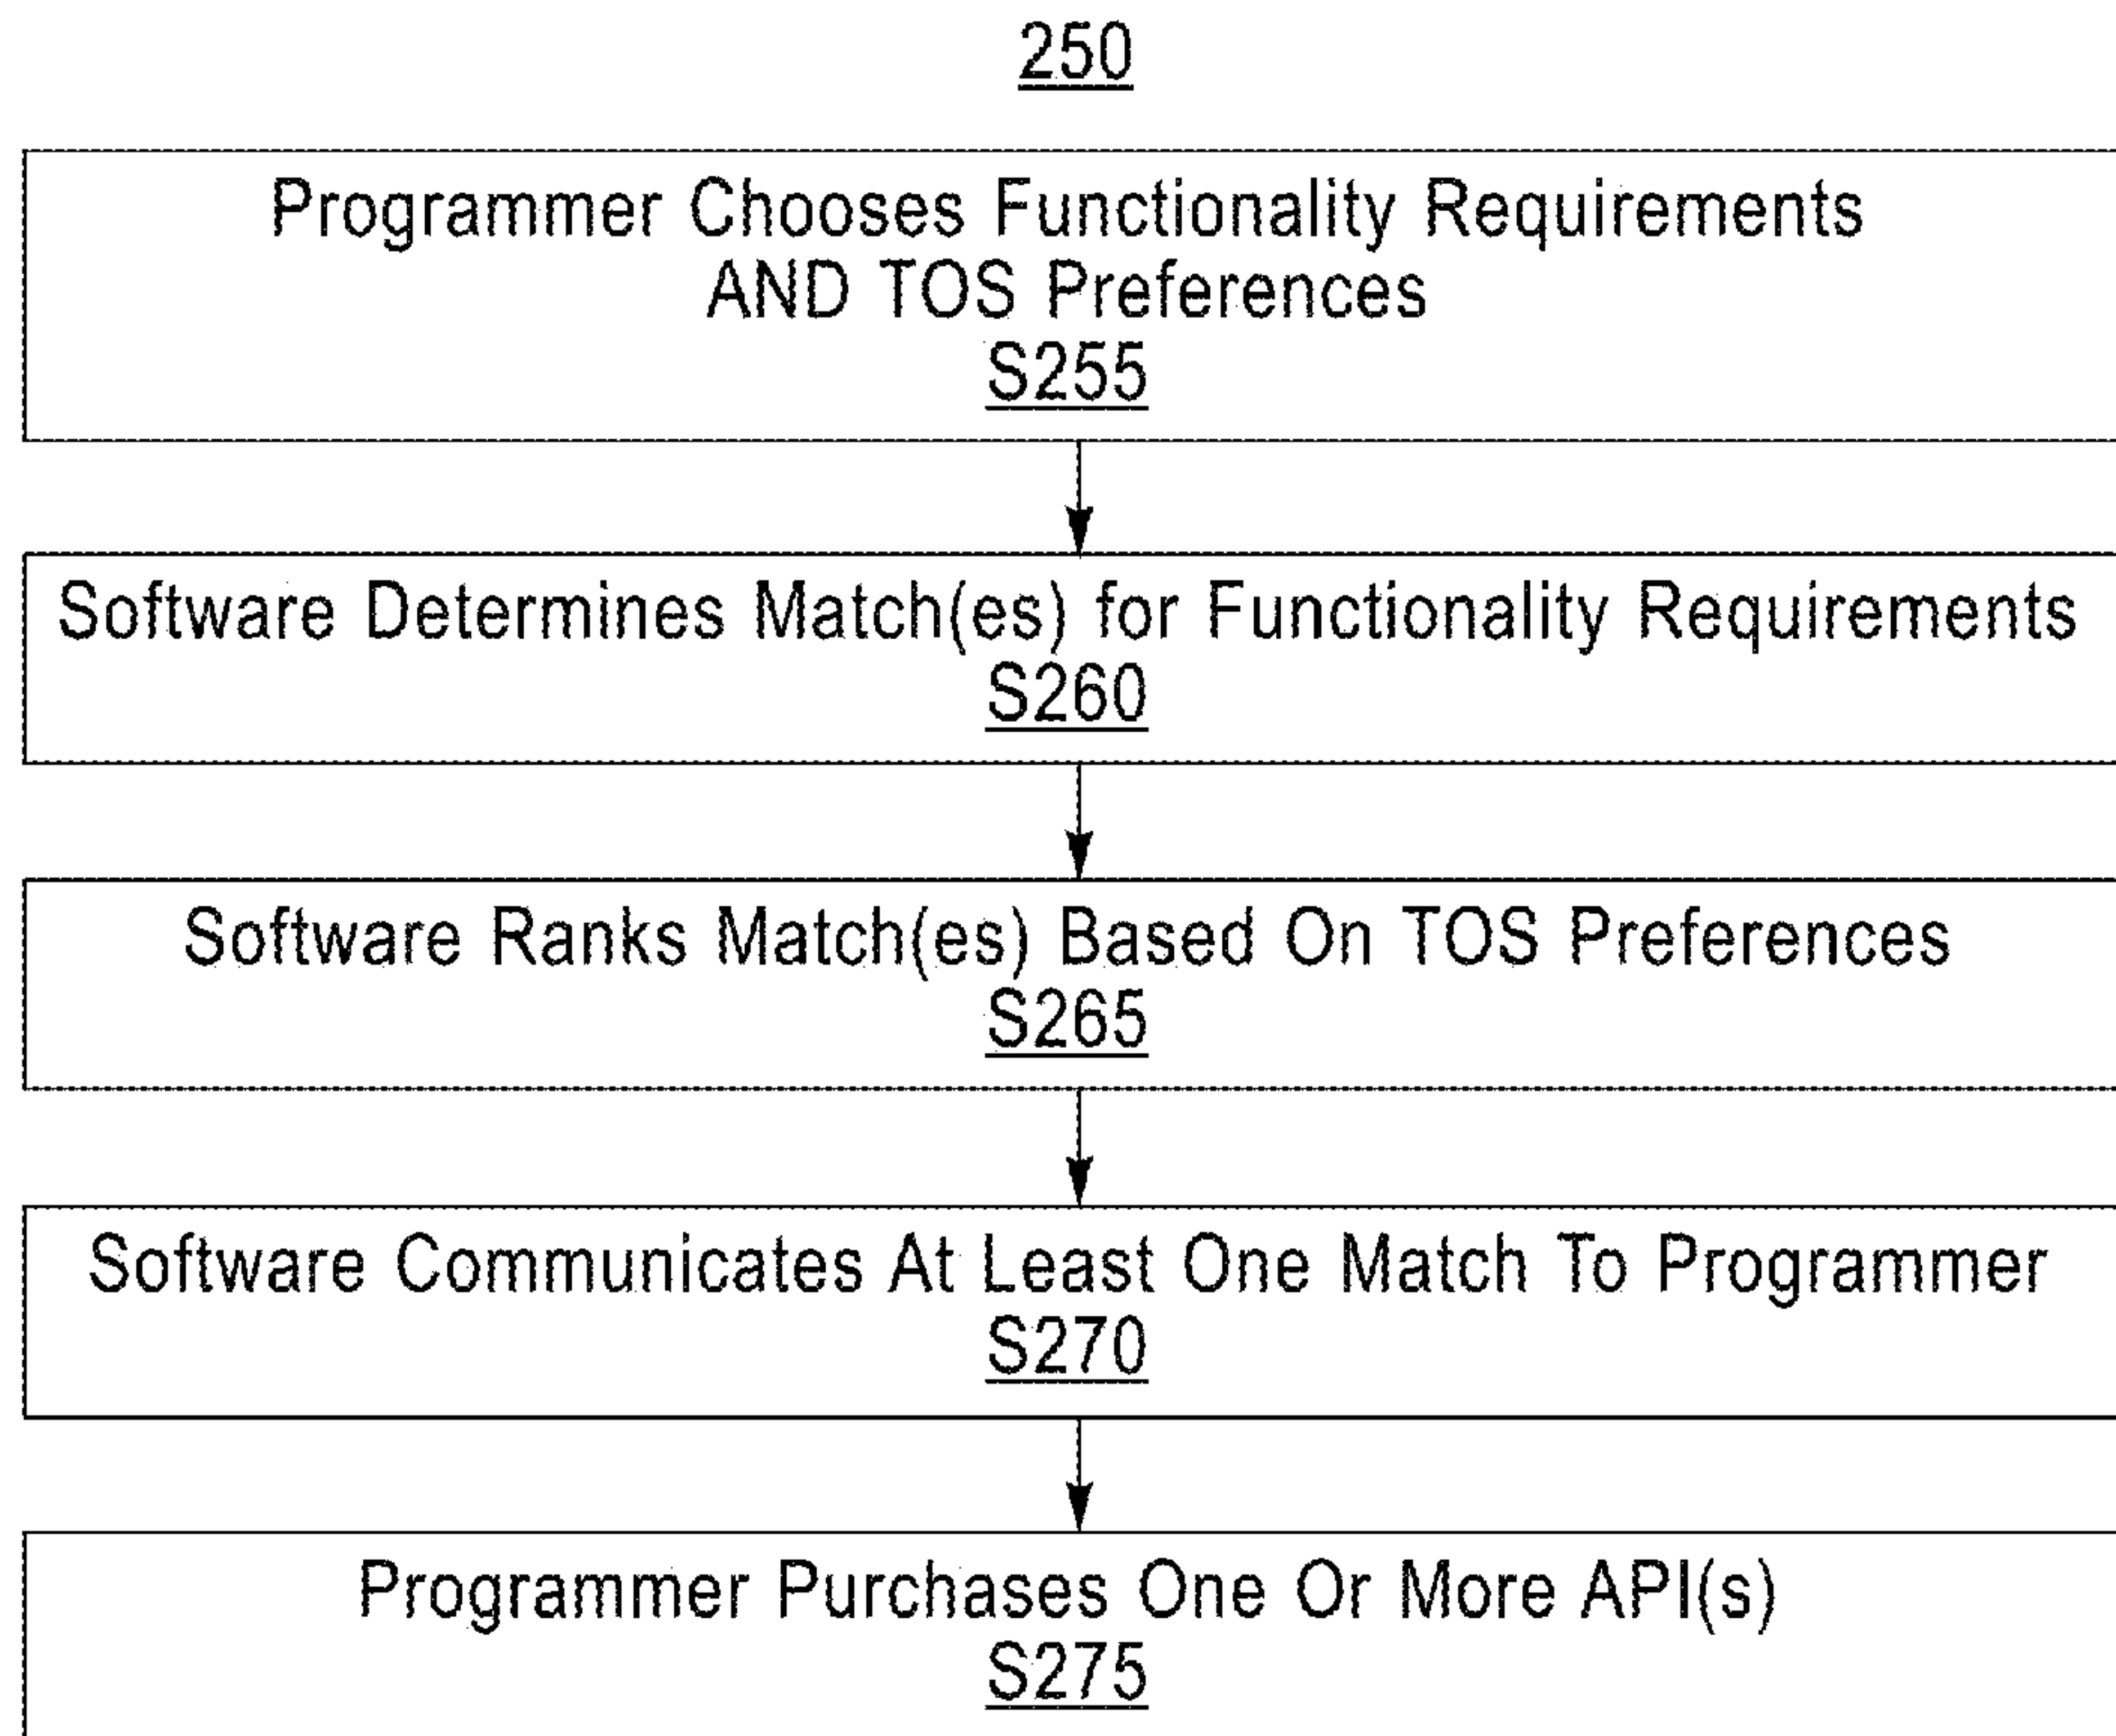 250
Programmer Chooses Functionality Requirements
AND TOS Preferences
S255
Software Determines Match(es) for Functionality Requirements
S260
Software Ranks Match(es) Based On TOS Preferences
S265
Software Communicates At Least One Match To Programmer
S270
Programmer Purchases One Or More API(s)
S275